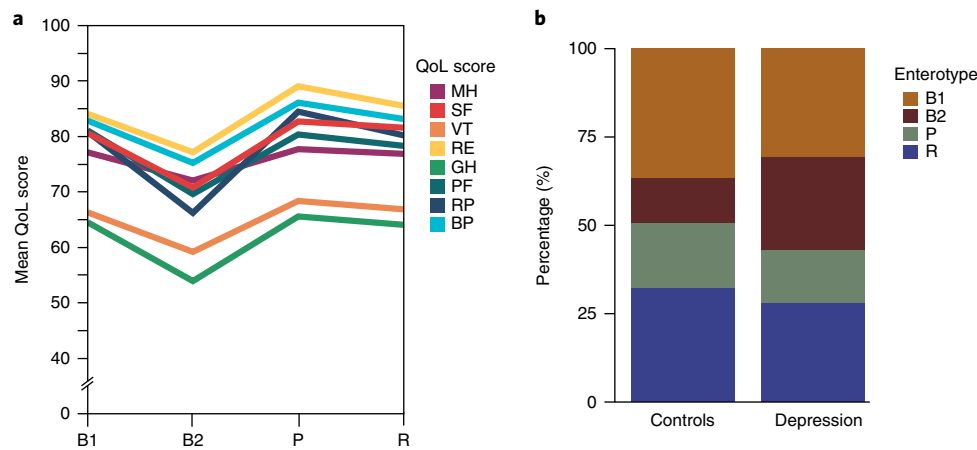 a
100
90
80
70
60
50
40
0
Mean QoL score
B1
B2
P
R
QoL score
MH
SF
VT
RE
GH
PF
RP
BP
b
100
75
50
25
0
Percentage (%)
Controls
Depression
Enterotype
B1
B2
P
R